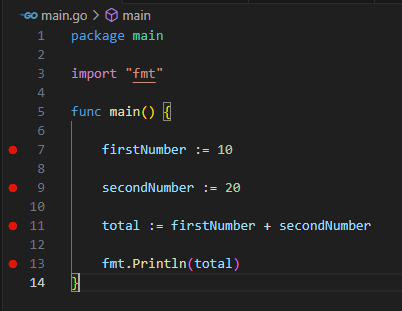 GO main.go > main
1 package main
2
3 import "fmt"
4
5 func main() {
6
7 firstNumber := 10
8
9 secondNumber := 20
10
11 total := firstNumber + secondNumber
12
13 fmt.Println(total)
14 }